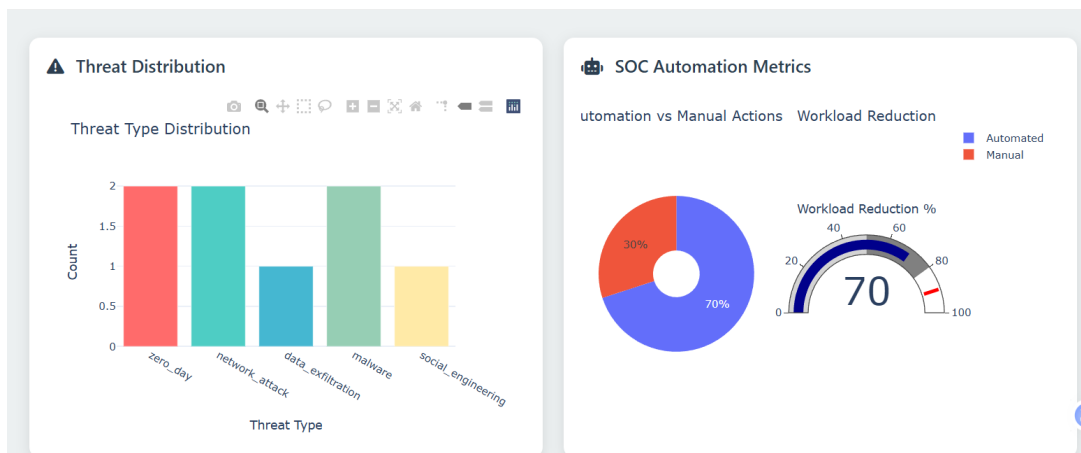 Threat Distribution
Threat Type Distribution
2
1.5
1
0.5
0
Count
zero_day
network_attack
data_exfiltration
malware
social_engineering
Threat Type
SOC Automation Metrics
utomation vs Manual Actions
Workload Reduction
Automated
Manual
30%
70%
Workload Reduction %
0
20
40
60
80
100
70